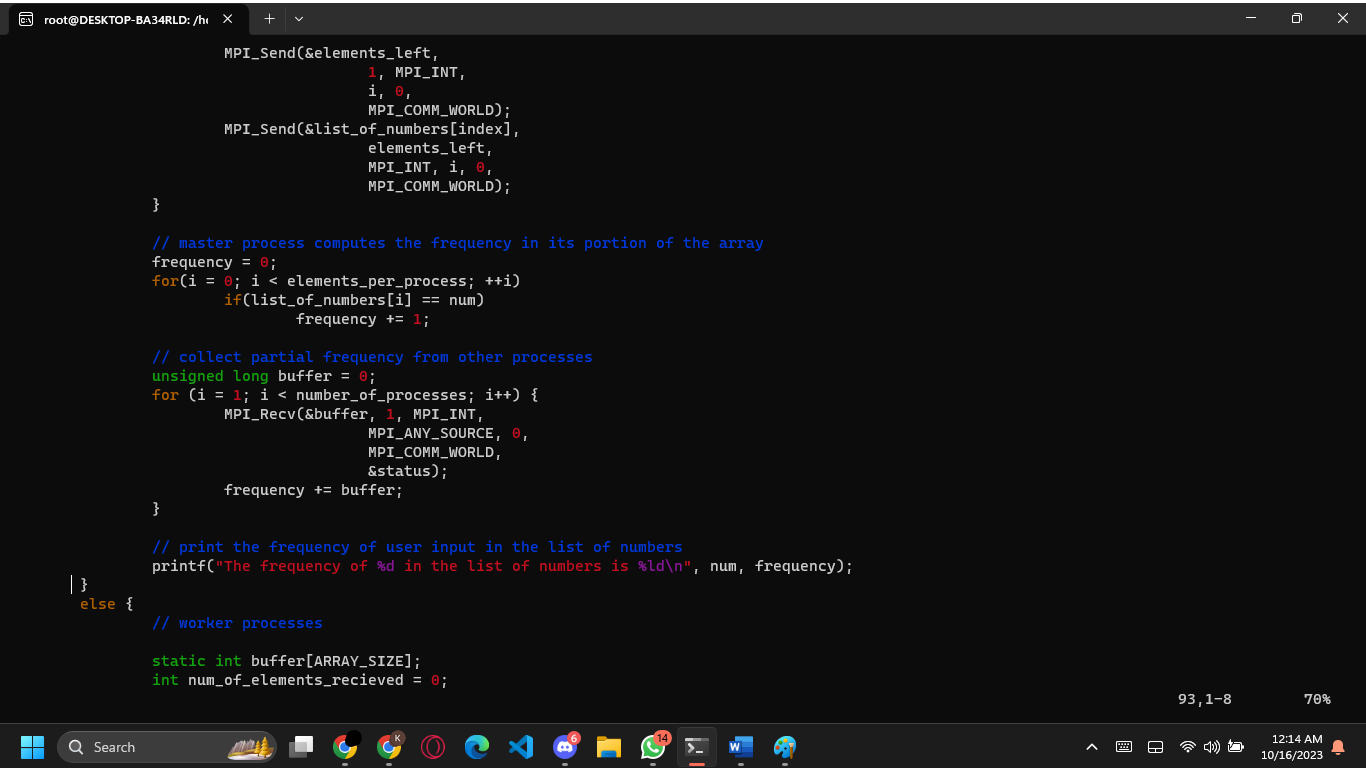 root@DESKTOP-BA34RLD: /h
MPI_Send(&elements_left,
1, MPI_INT,
i, 0,
MPI_COMM_WORLD);
MPI_Send(&list_of_numbers[index],
elements_left,
MPI_INT, i, 0,
MPI_COMM_WORLD);
}
// master process computes the frequency in its portion of the array
frequency = 0;
for(i = 0; i < elements_per_process; ++i)
if(list_of_numbers[i] == num)
frequency += 1;
// collect partial frequency from other processes
unsigned long buffer = 0;
for (i = 1; i < number_of_processes; i++) {
MPI_Recv(&buffer, 1, MPI_INT,
MPI_ANY_SOURCE, 0,
MPI_COMM_WORLD,
&status);
frequency += buffer;
}
// print the frequency of user input in the list of numbers
printf("The frequency of %d in the list of numbers is %ld\n", num, frequency);
}
else {
// worker processes
static int buffer[ARRAY_SIZE];
int num_of_elements_recieved = 0;
93,1-8 70%
Search
K
6
14
12:14 AM
10/16/2023